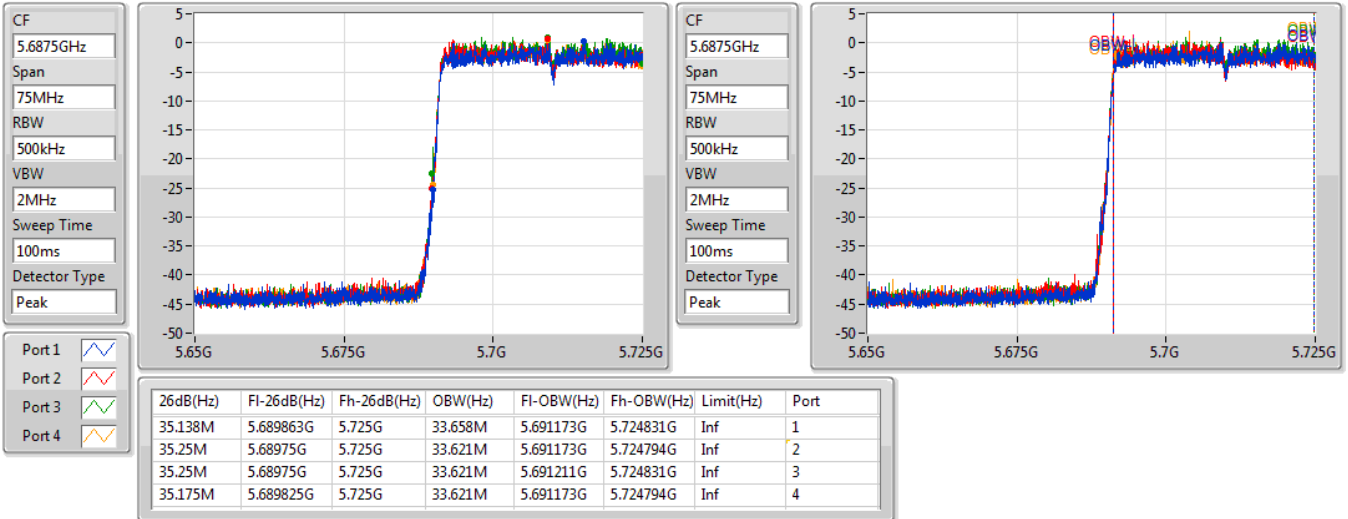 CF
5.6875GHz
Span
75MHz
RBW
500kHz
VBW
2MHz
Sweep Time
100ms
Detector Type
Peak
5
0
-5
-10
-15
-20
-25
-30
-35
-40
-45
-50
5.65G 5.675G 5.7G 5.725G
CF
5.6875GHz
Span
75MHz
RBW
500kHz
VBW
2MHz
Sweep Time
100ms
Detector Type
Peak
5
0
-5
-10
-15
-20
-25
-30
-35
-40
-45
-50
5.65G 5.675G 5.7G 5.725G
Port 1
Port 2
Port 3
Port 4
26dB(Hz) Fl-26dB(Hz) Fh-26dB(Hz) OBW(Hz) Fl-OBW(Hz) Fh-OBW(Hz) Limit(Hz) Port
35.138M 5.689863G 5.725G 33.658M 5.691173G 5.724831G Inf 1
35.25M 5.68975G 5.725G 33.621M 5.691173G 5.724794G Inf 2
35.25M 5.68975G 5.725G 33.621M 5.691211G 5.724831G Inf 3
35.175M 5.689825G 5.725G 33.621M 5.691173G 5.724794G Inf 4